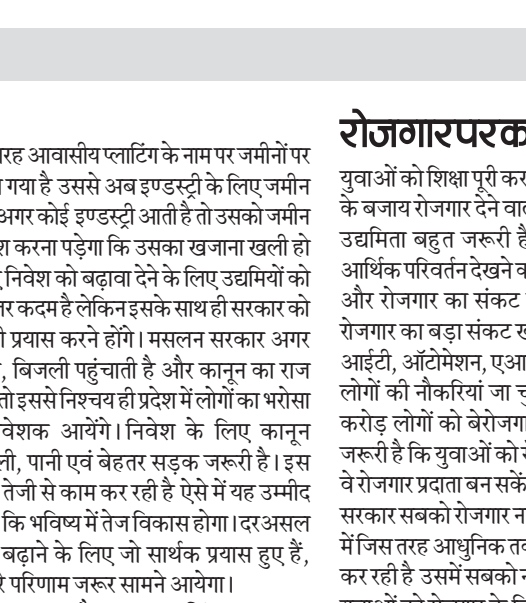 आवासीय प्लाटिंग के नाम पर जमीनों पर
गया है उससे अब इण्डस्ट्री के लिए जमीन
अगर कोई इण्डस्ट्री आती है तो उसको जमीन
करना पड़ेगा कि उसका खजाना खली हो
निवेश को बढ़ावा देने के लिए उद्यमियों को
कदम है लेकिन इसके साथ ही सरकार को
प्रयास करने होंगे। मसलन सरकार अगर
, बिजली पहुंचाती है और कानून का राज
तो इससे निश्चय ही प्रदेश में लोगों का भरोसा
आयेंगे। निवेश के लिए कानून
पानी एवं बेहतर सड़क जरूरी है। इस
तेजी से काम कर रही है ऐसे में यह उम्मीद
कि भविष्य में तेज विकास होगा। दरअसल
बढ़ाने के लिए जो सार्थक प्रयास हुए हैं,
परिणाम जरूर सामने आयेगा।
रोजगारपरक
युवाओं को शिक्षा पूरी कर
के बजाय रोजगार देने
उद्यमिता बहुत जरूरी
आर्थिक परिवर्तन देखने
और रोजगार का संकट
रोजगार का बड़ा संकट
आईटी, ऑटोमेशन,
लोगों की नौकरियां जा
करोड़ लोगों को
जरूरी है कि युवाओं को
वे रोजगार प्रदाता बन सकें
सरकार सबको रोजगार
में जिस तरह आधुनिक
कर रही है उसमें सबको